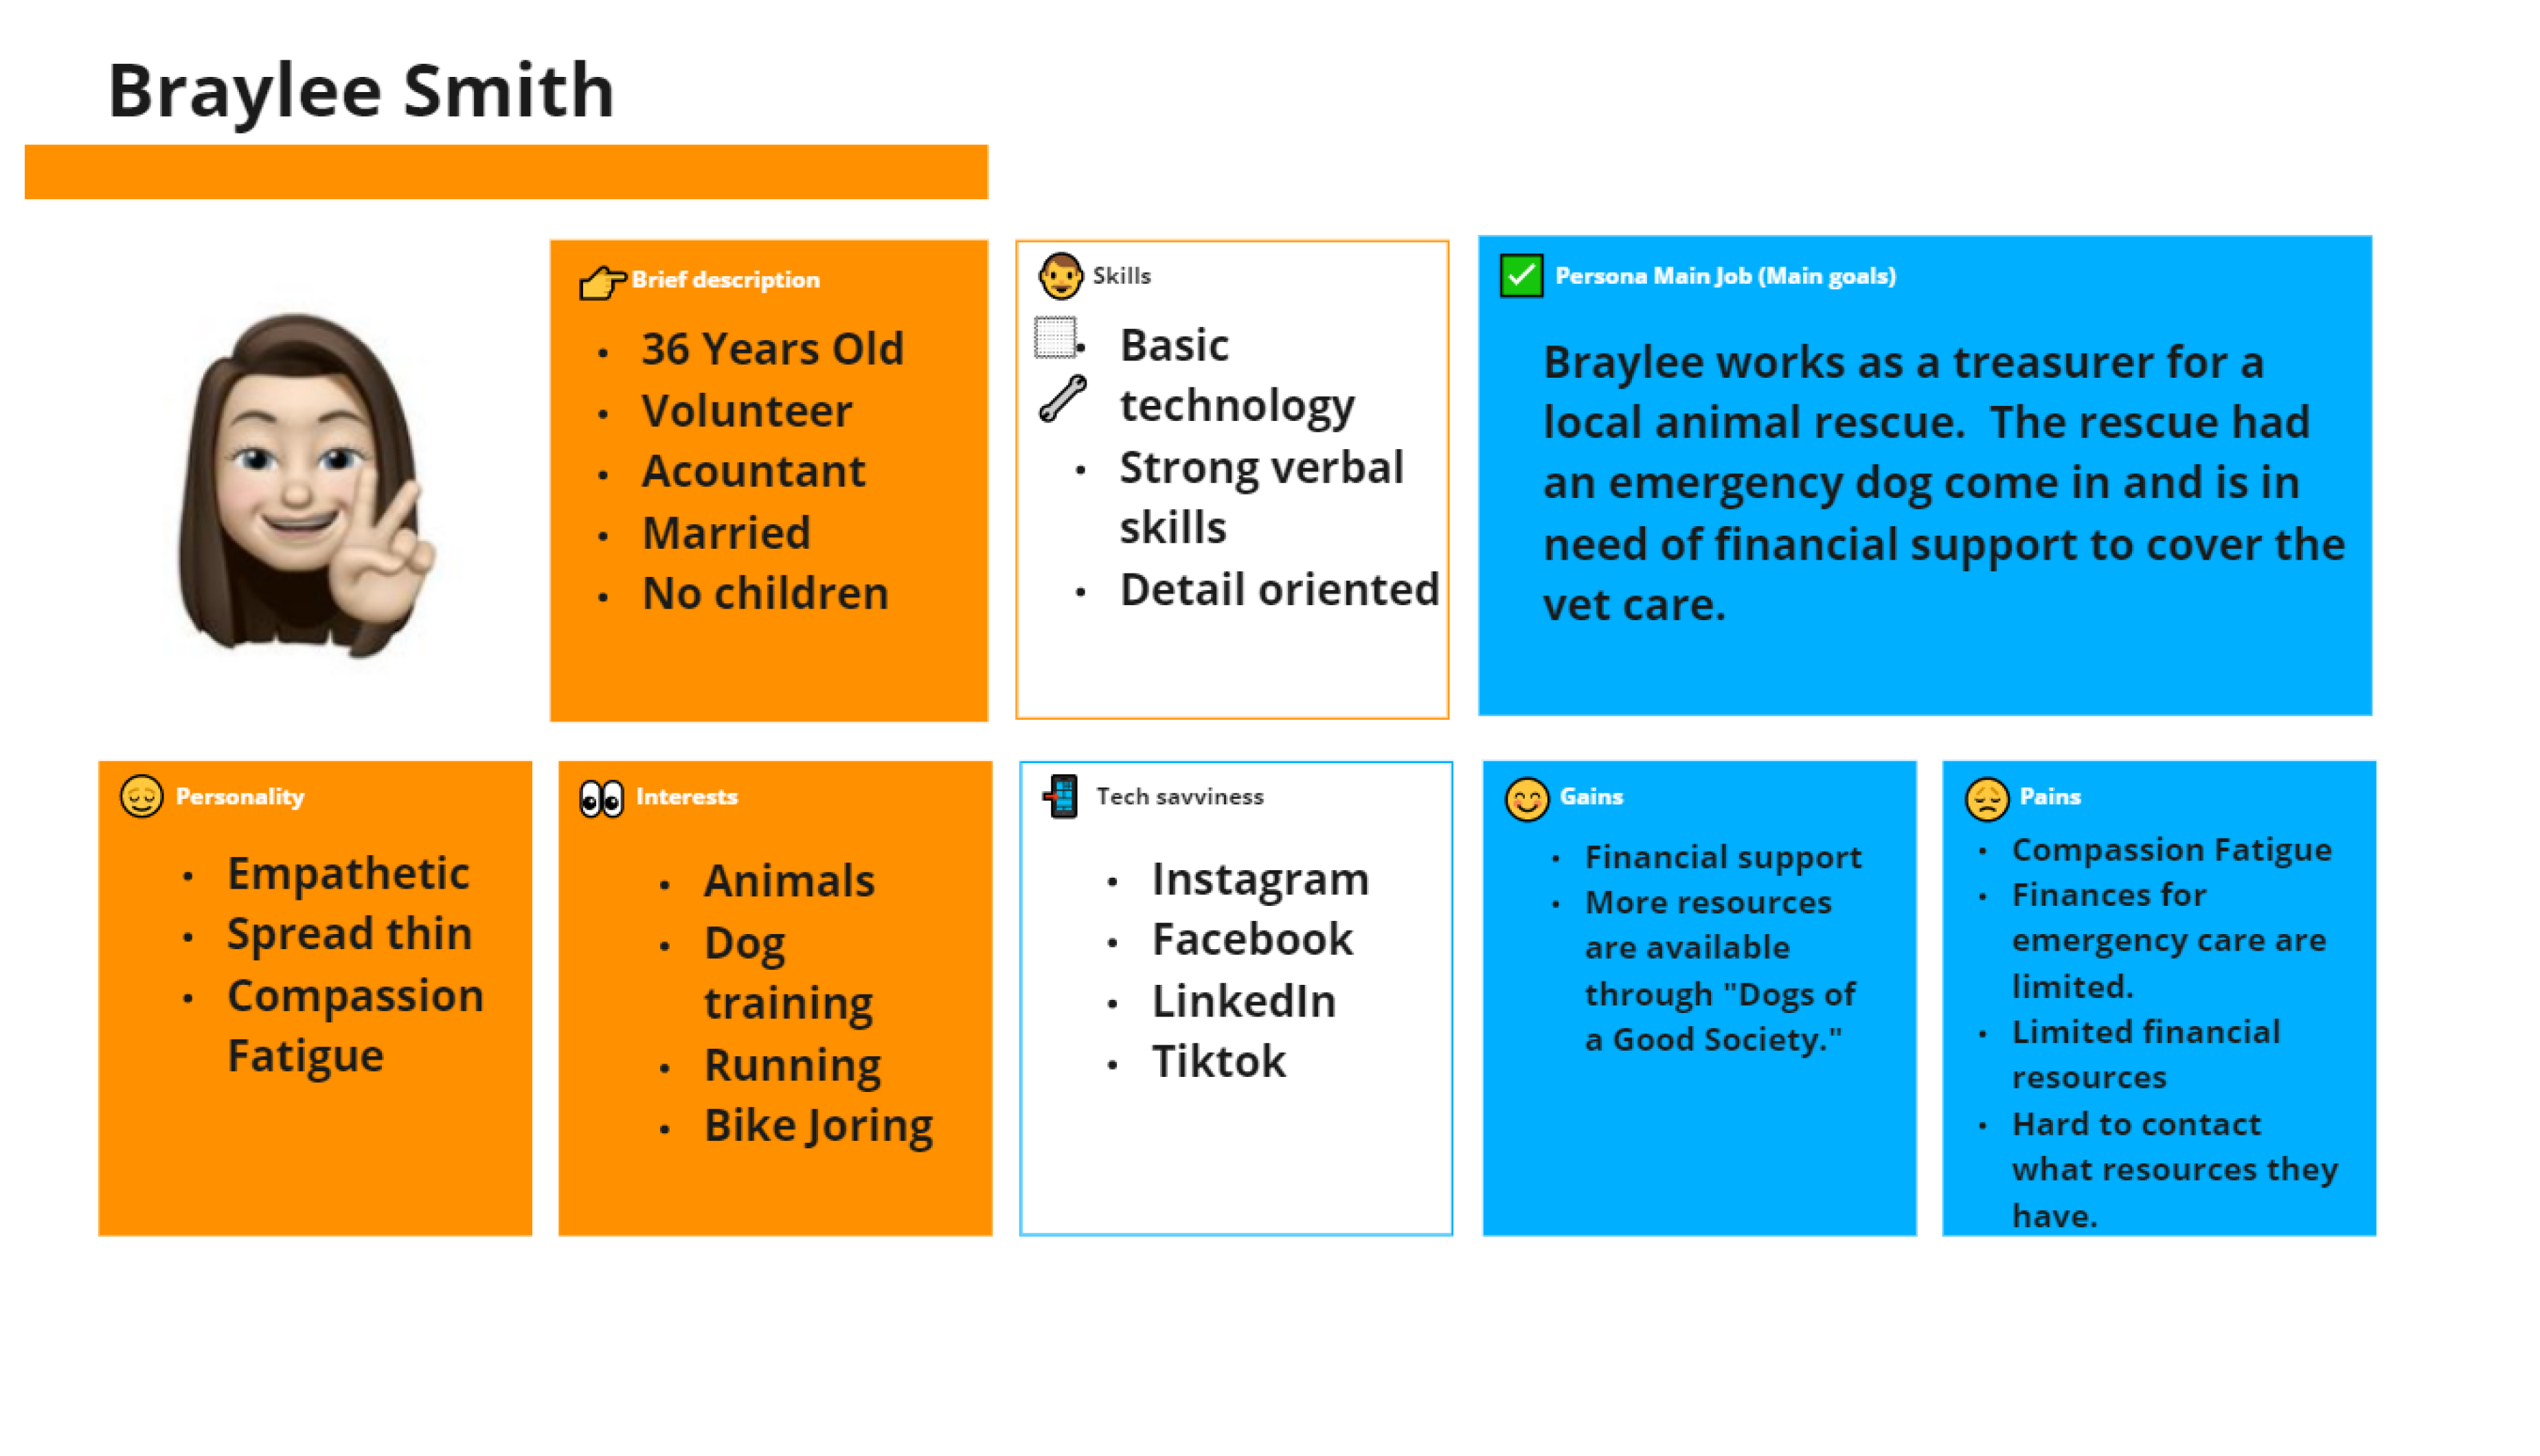 Braylee Smith
Brief description
36 Years Old
Volunteer
Acountant
Married
No children
Skills
Basic
technology
Strong verbal
skills
Detail oriented
Persona Main Job (Main goals)
Braylee works as a treasurer for a
local animal rescue.  The rescue had
an emergency dog come in and is in
need of financial support to cover the
vet care.
Personality
Empathetic
Spread thin
Compassion
Fatigue
Interests
Animals
Dog
training
Running
Bike Joring
Tech savviness
Instagram
Facebook
LinkedIn
Tiktok
Gains
Financial support
More resources
are available
through "Dogs of
a Good Society."
Pains
Compassion Fatigue
Finances for
emergency care are
limited.
Limited financial
resources
Hard to contact
what resources they
have.